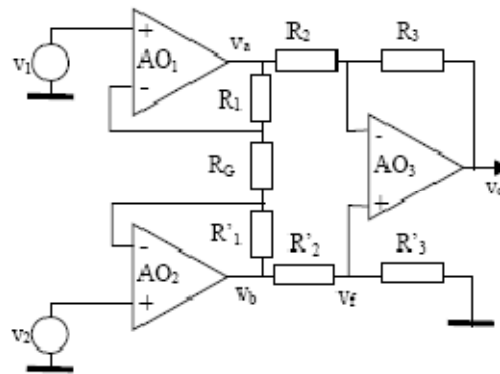 +
v₁
AO₁
-
vₐ
R₂
R₃
R₁
R_G
-
AO₃
+
R'₁
-
AO₂
+
v_b
R'₂
v_f
R'₃
v₂